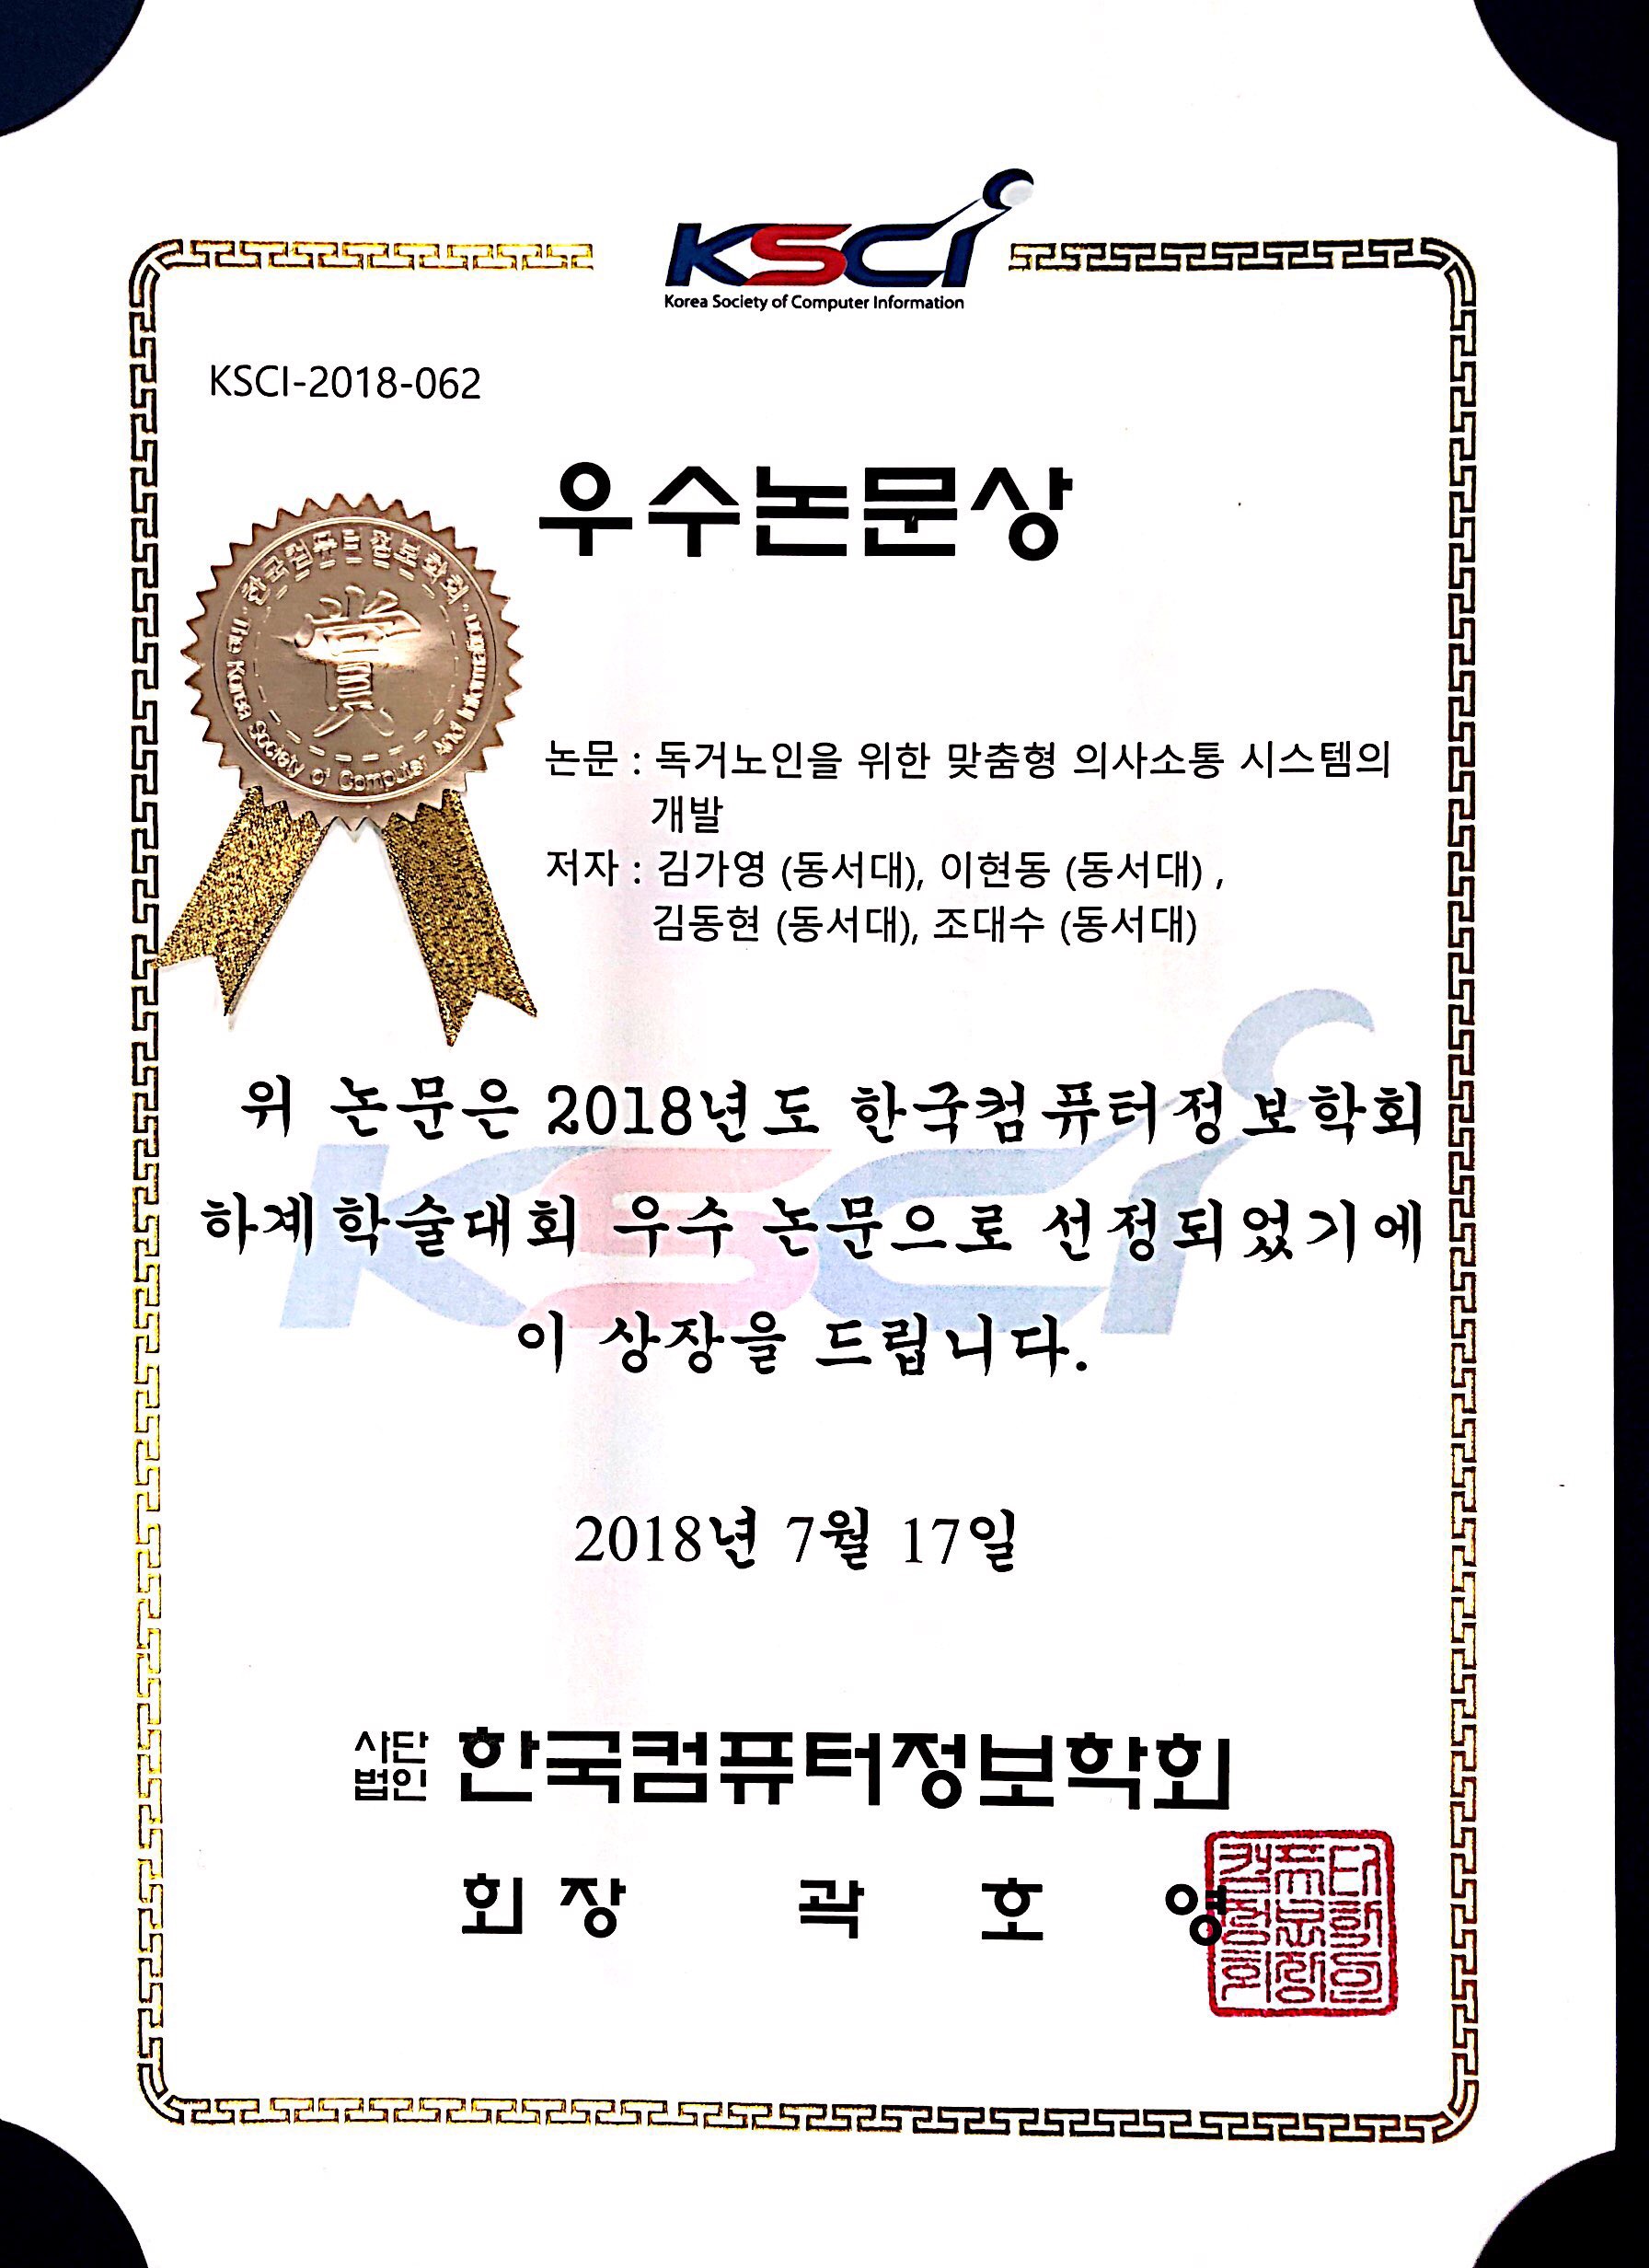 KSCI
Korea Society of Computer Information
KSCI-2018-062
우수논문상
한국컴퓨터정보학회
賞
The Korea Society of Computer And Information
논문 : 독거노인을 위한 맞춤형 의사소통 시스템의
개발
저자 : 김가영 (동서대), 이현동 (동서대) ,
김동현 (동서대), 조대수 (동서대)
KSCI
위 논문은 2018년도 한국컴퓨터정보학회
하계학술대회 우수 논문으로 선정되었기에
이 상장을 드립니다.
2018년 7월 17일
사단
법인 한국컴퓨터정보학회
회장 곽호영